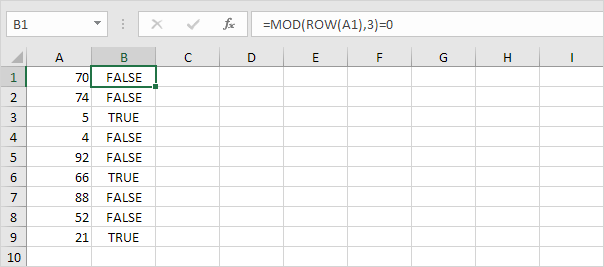 B1 fx =MOD(ROW(A1),3)=0
A B C D E F G H I
1 70 FALSE
2 74 FALSE
3 5 TRUE
4 4 FALSE
5 92 FALSE
6 66 TRUE
7 88 FALSE
8 52 FALSE
9 21 TRUE
10